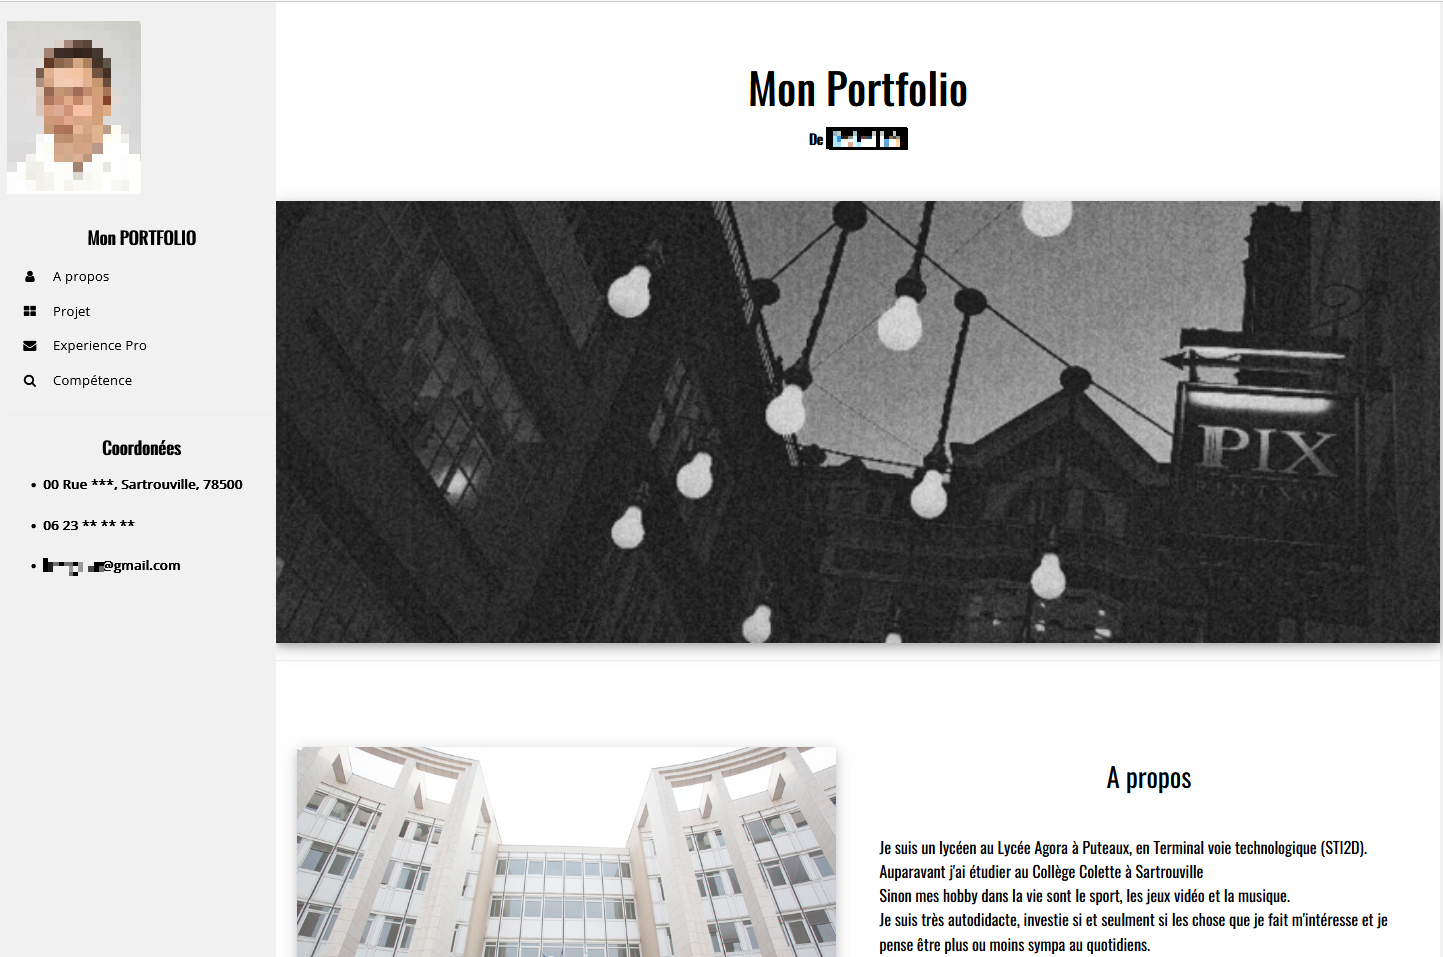 Mon PORTFOLIO
A propos
Projet
Experience Pro
Compétence
Coordonées
• 00 Rue ***, Sartrouville, 78500
• 06 23 ** ** **
• @gmail.com
Mon Portfolio
De
PIX
A propos
Je suis un lycéen au Lycée Agora à Puteaux, en Terminal voie technologique (STI2D).
Auparavant j'ai étudier au Collège Colette à Sartrouville
Sinon mes hobby dans la vie sont le sport, les jeux vidéo et la musique.
Je suis très autodidacte, investie si et seulment si les chose que je fait m'intéresse et je
pense être plus ou moins sympa au quotidiens.